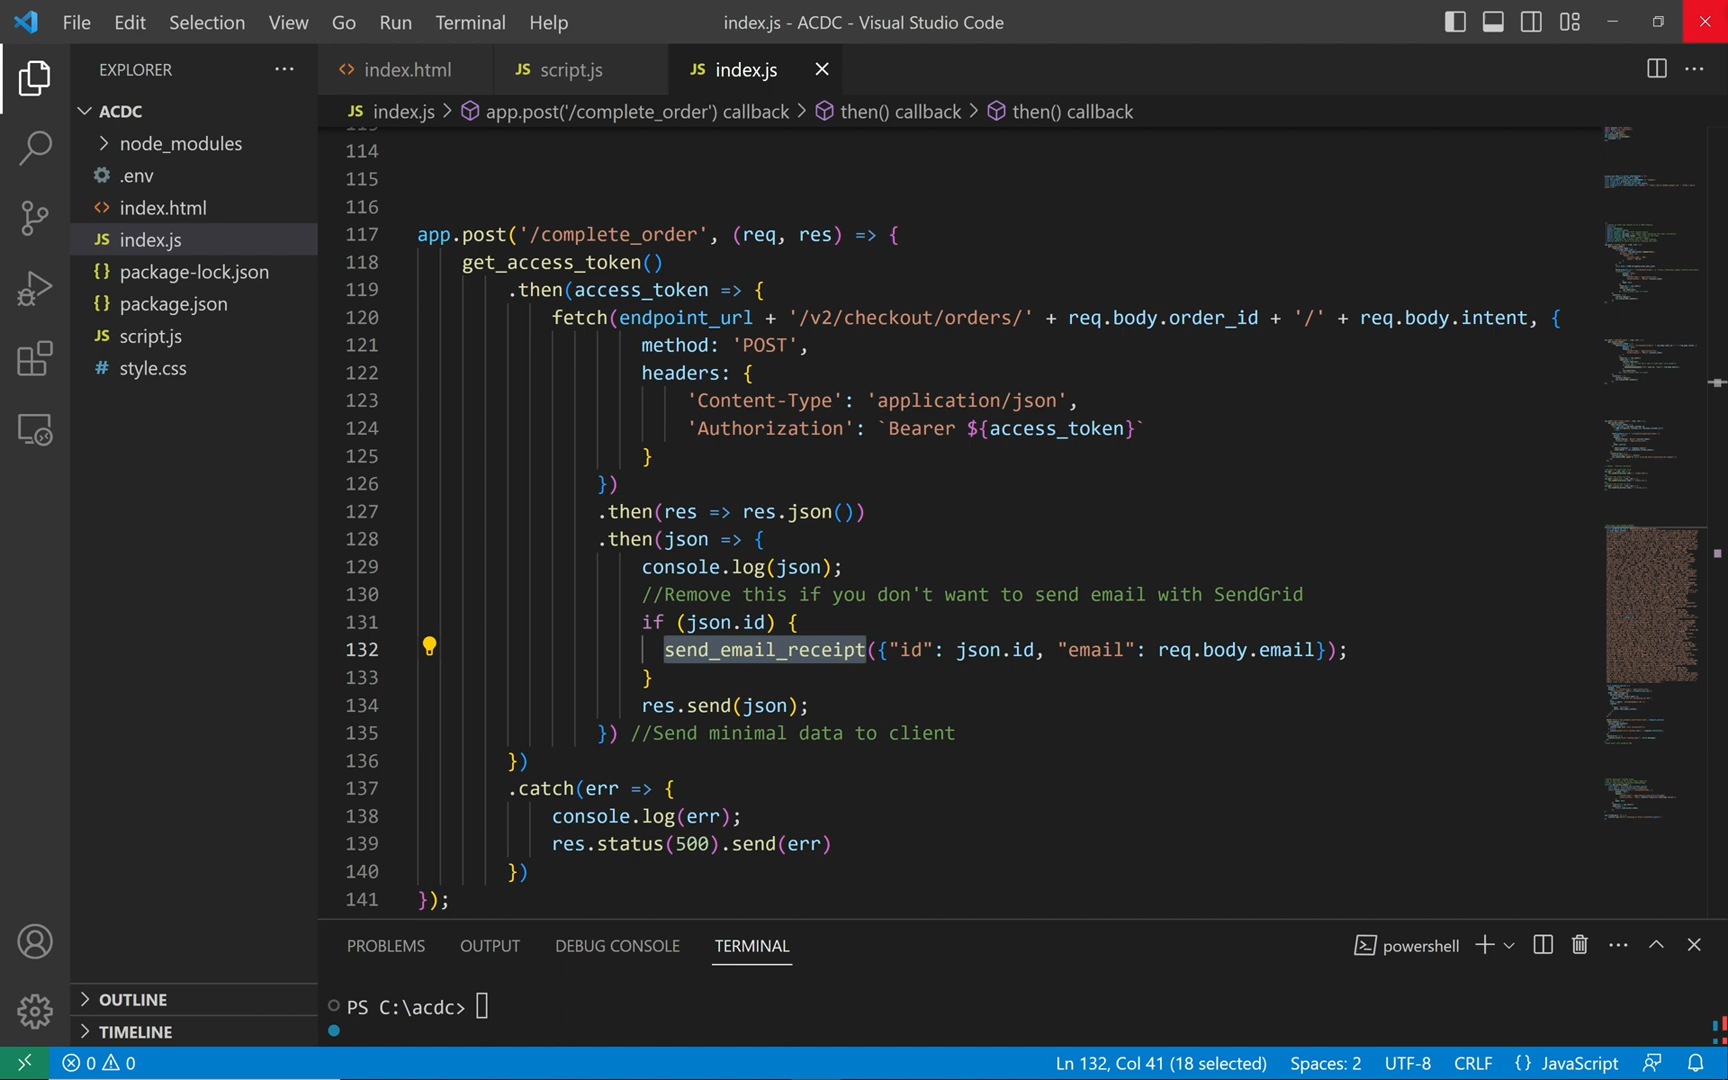 File Edit Selection View Go Run Terminal Help
index.js - ACDC - Visual Studio Code
EXPLORER
ACDC
node_modules
.env
index.html
index.js
package-lock.json
package.json
script.js
style.css
OUTLINE
TIMELINE
index.html script.js index.js
index.js > app.post('/complete_order') callback > then() callback > then() callback
114
115
116
117 app.post('/complete_order', (req, res) => {
118 get_access_token()
119 .then(access_token => {
120 fetch(endpoint_url + '/v2/checkout/orders/' + req.body.order_id + '/' + req.body.intent, {
121 method: 'POST',
122 headers: {
123 'Content-Type': 'application/json',
124 'Authorization': `Bearer ${access_token}`
125 }
126 })
127 .then(res => res.json())
128 .then(json => {
129 console.log(json);
130 //Remove this if you don't want to send email with SendGrid
131 if (json.id) {
132 send_email_receipt({"id": json.id, "email": req.body.email});
133 }
134 res.send(json);
135 }) //Send minimal data to client
136 })
137 .catch(err => {
138 console.log(err);
139 res.status(500).send(err)
140 })
141 });
PROBLEMS OUTPUT DEBUG CONSOLE TERMINAL
powershell
PS C:\acdc>
0 0
Ln 132, Col 41 (18 selected) Spaces: 2 UTF-8 CRLF {} JavaScript